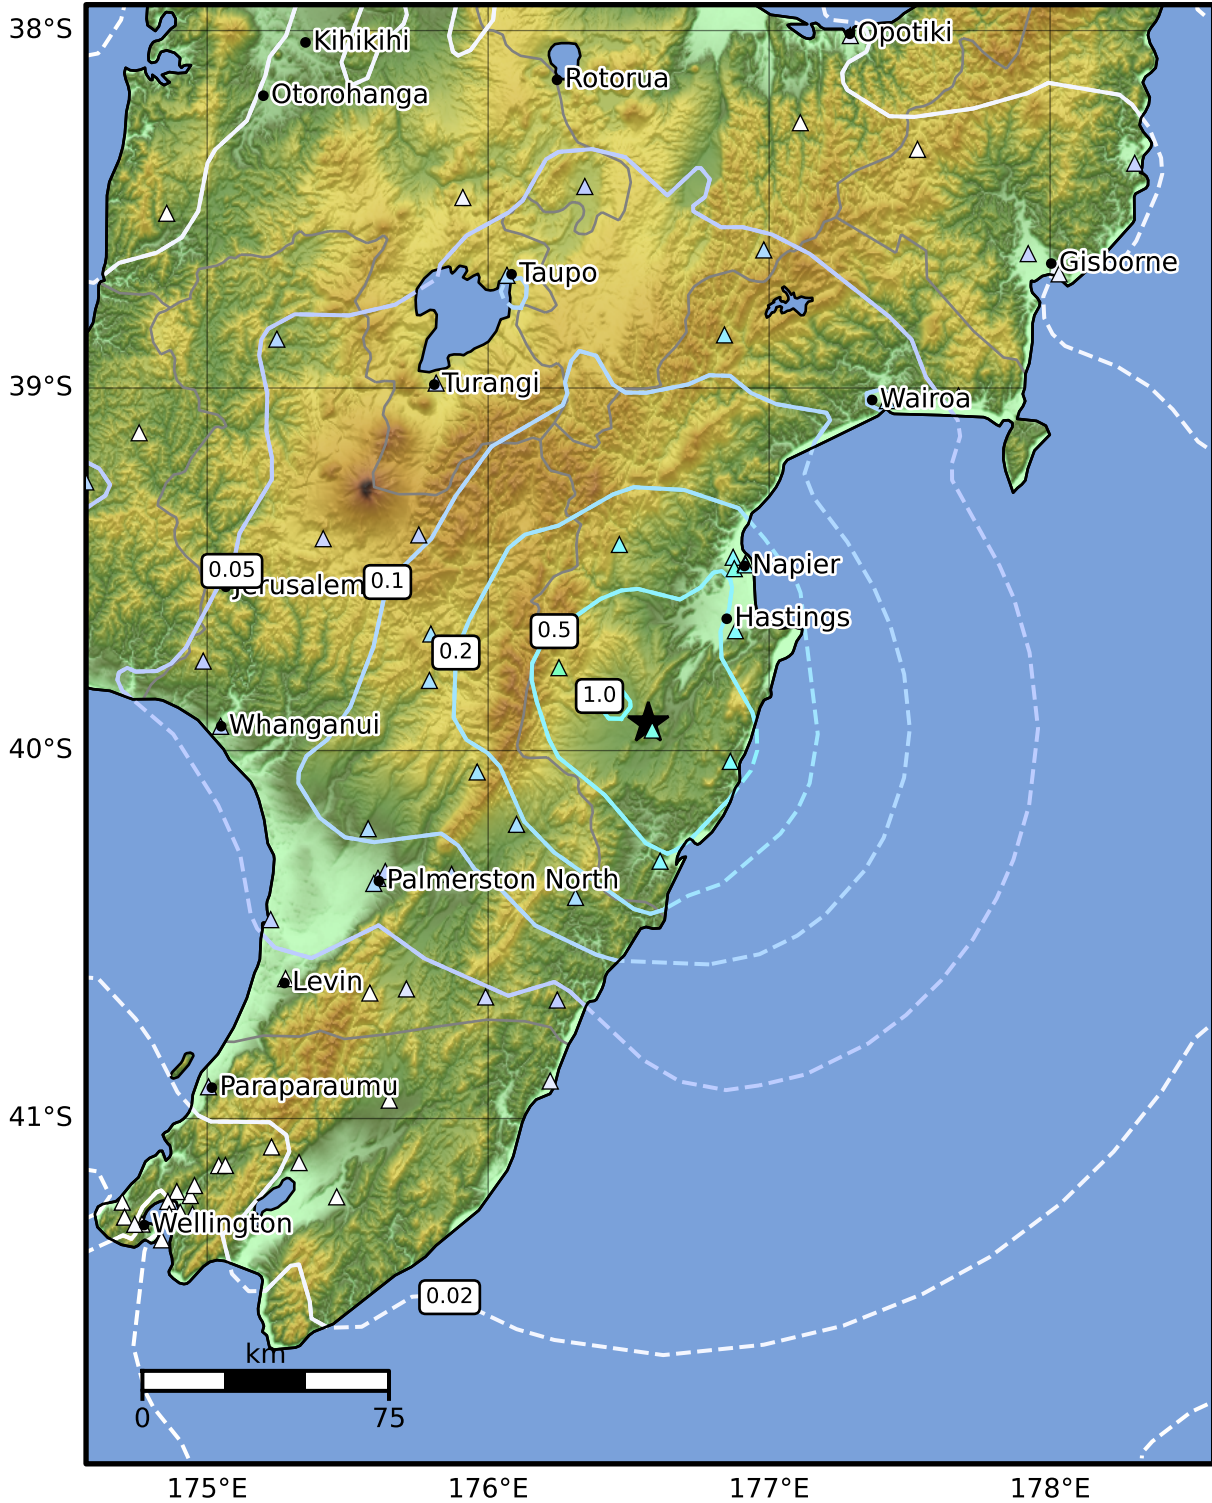 38°S
Opotiki
Kihikihi
Rotorua
Otorohanga
Gisborne
Taupo
39°S
Turangi
Wairoa
0.05
0.1
Jerusalem
Napier
Hastings
0.5
0.2
1.0
Whanganui
40°S
Palmerston North
Levin
Paraparaumu
41°S
Wellington
0.02
km
0 75
175°E 176°E 177°E 178°E